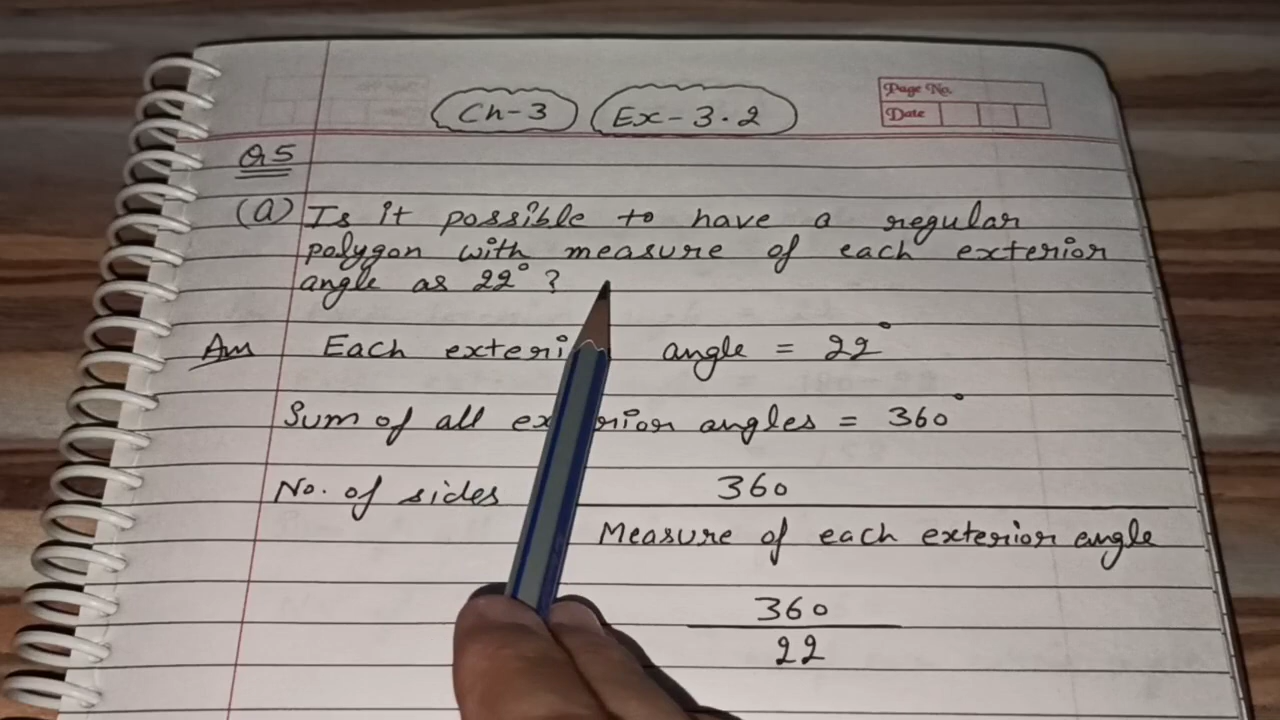 Ch-3 Ex-3.2
Page No.
Date
Q5
(a) Is it possible to have a regular
polygon with measure of each exterior
angle as 22° ?
Ans Each exteri angle = 22°
Sum of all ex rior angles = 360°
No. of sides 360
Measure of each exterior angle
360
22